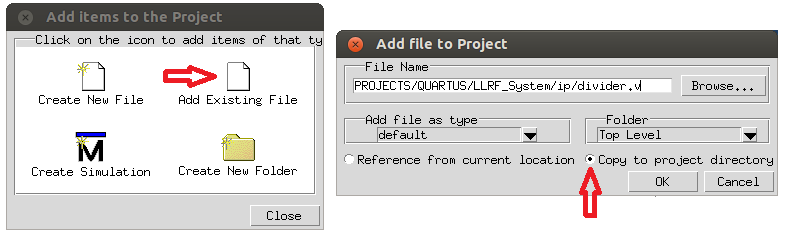 Add items to the Project
Click on the icon to add items of that ty
Create New File
Add Existing File
M
Create Simulation
Create New Folder
Close
Add file to Project
File Name
PROJECTS/QUARTUS/LLRF_System/ip/divider.v
Browse...
Add file as type
default
Folder
Top Level
Reference from current location
Copy to project directory
OK
Cancel